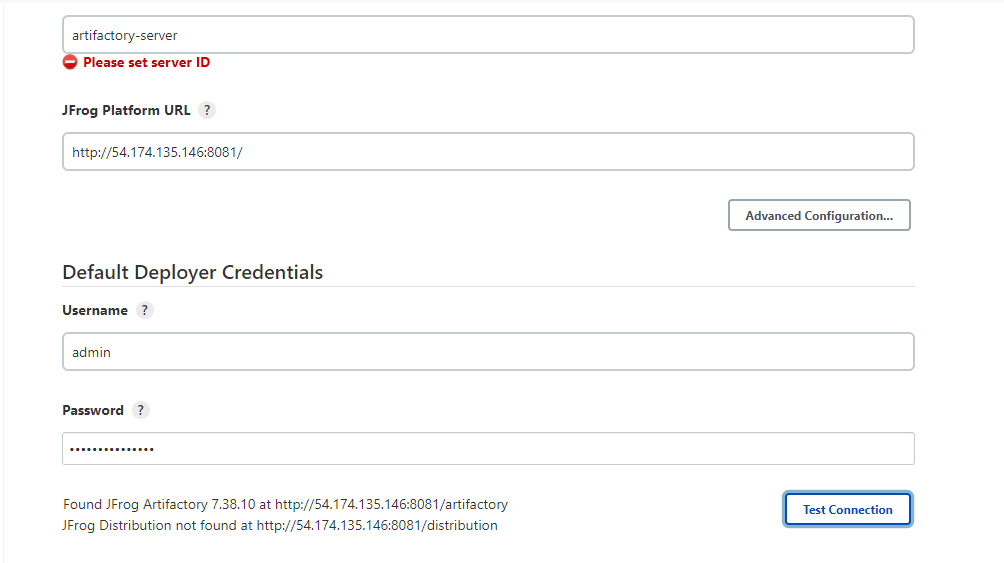 artifactory-server
Please set server ID
JFrog Platform URL ?
http://54.174.135.146:8081/
Advanced Configuration...
Default Deployer Credentials
Username ?
admin
Password ?
•••••••••••••••
Found JFrog Artifactory 7.38.10 at http://54.174.135.146:8081/artifactory
JFrog Distribution not found at http://54.174.135.146:8081/distribution
Test Connection